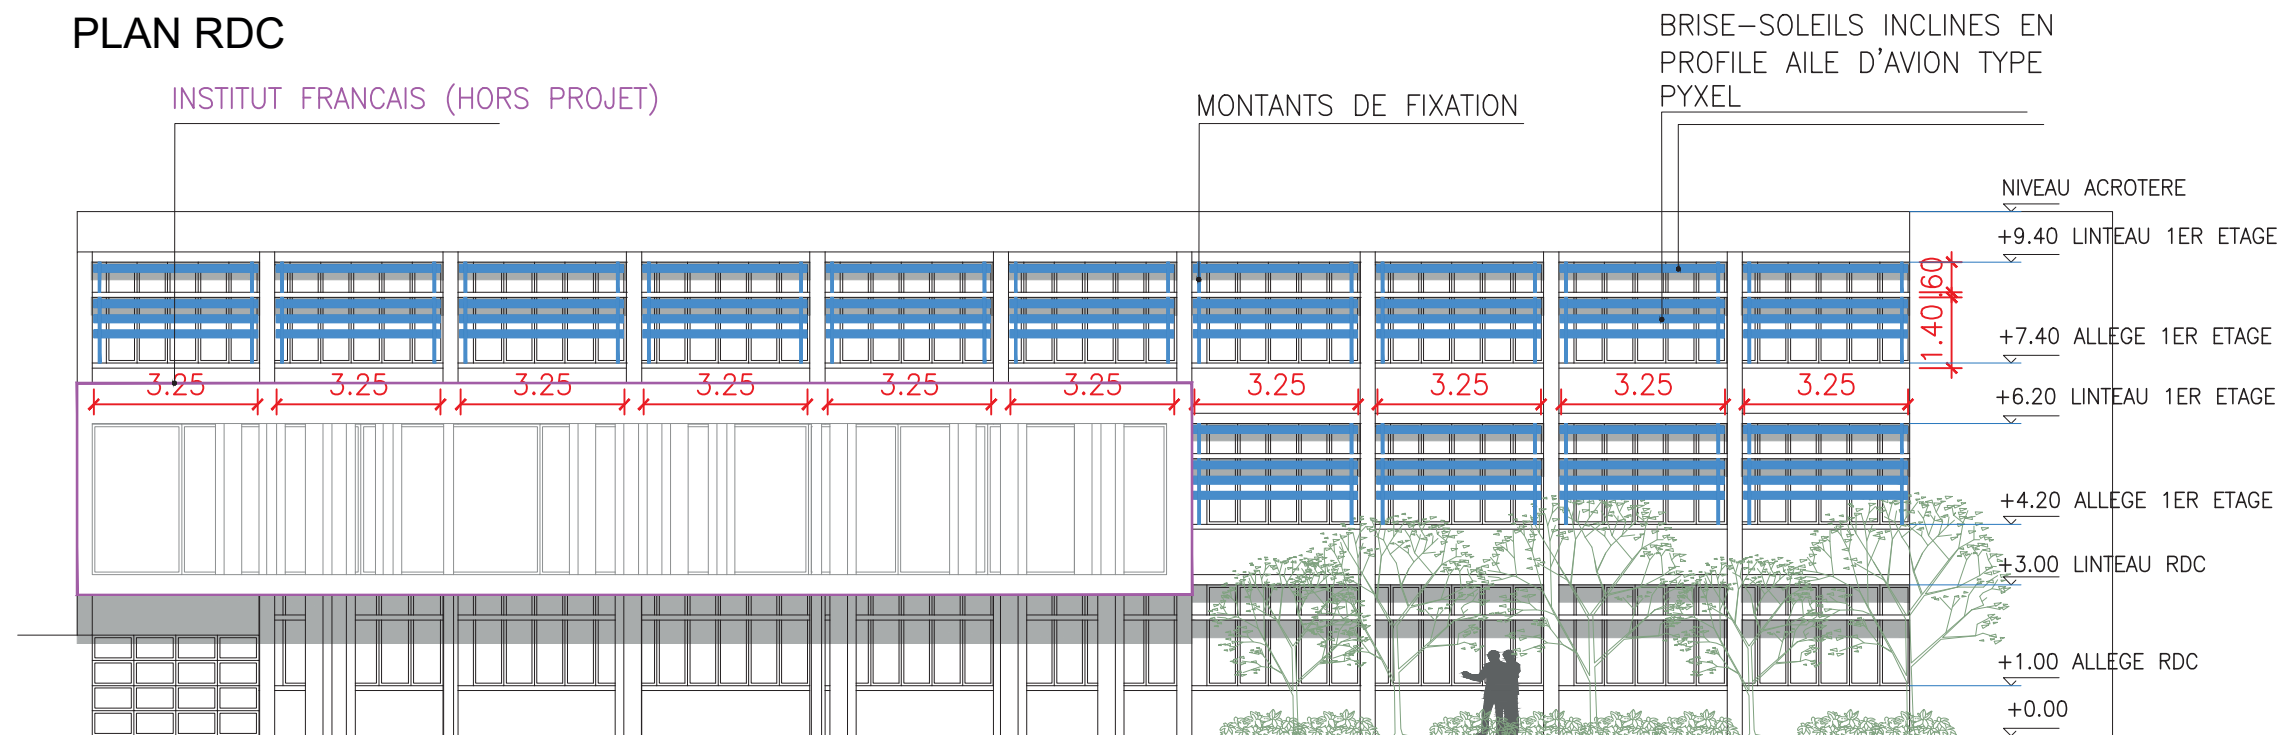 PLAN RDC
INSTITUT FRANCAIS (HORS PROJET)
MONTANTS DE FIXATION
BRISE-SOLEILS INCLINES EN
PROFILE AILE D'AVION TYPE
PYXEL
NIVEAU ACROTERE
+9.40 LINTEAU 1ER ETAGE
.60
1.40
+7.40 ALLEGE 1ER ETAGE
3.25 3.25 3.25 3.25 3.25 3.25 3.25 3.25 3.25 3.25
+6.20 LINTEAU 1ER ETAGE
+4.20 ALLEGE 1ER ETAGE
+3.00 LINTEAU RDC
+1.00 ALLEGE RDC
+0.00